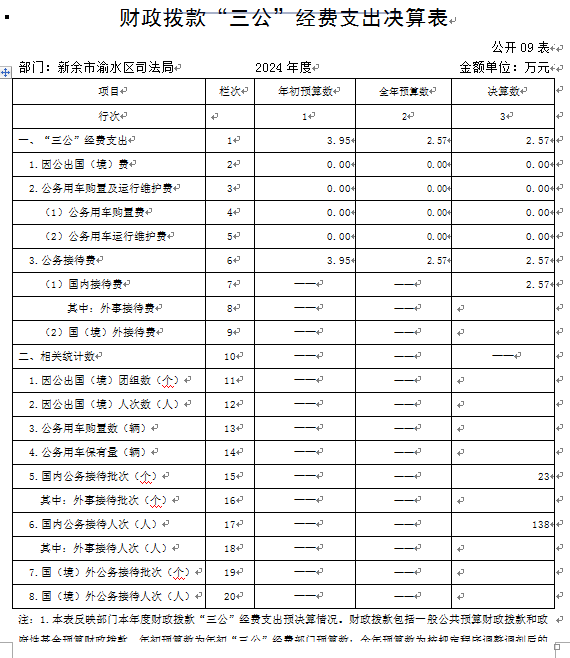 财政拨款“三公”经费支出决算表
公开 09 表
部门：新余市渝水区司法局 2024 年度 金额单位：万元
项目 栏次 年初预算数 全年预算数 决算数
行次 1 2 3
一、“三公”经费支出 1 3.95 2.57 2.57
1.因公出国（境）费 2 0.00 0.00 0.00
2.公务用车购置及运行维护费 3 0.00 0.00 0.00
（1）公务用车购置费 4 0.00 0.00 0.00
（2）公务用车运行维护费 5 0.00 0.00 0.00
3.公务接待费 6 3.95 2.57 2.57
（1）国内接待费 7 —— —— 2.57
其中：外事接待费 8 —— ——
（2）国（境）外接待费 9 —— ——
二、相关统计数 10 —— —— ——
1.因公出国（境）团组数（个） 11 —— ——
2.因公出国（境）人次数（人） 12 —— ——
3.公务用车购置数（辆） 13 —— ——
4.公务用车保有量（辆） 14 —— ——
5.国内公务接待批次（个） 15 —— —— 23
其中：外事接待批次（个） 16 —— ——
6.国内公务接待人次（人） 17 —— —— 138
其中：外事接待人次（人） 18 —— ——
7.国（境）外公务接待批次（个） 19 —— ——
8.国（境）外公务接待人次（人） 20 —— ——
注：1.本表反映部门本年度财政拨款“三公”经费支出预决算情况。财政拨款包括一般公共预算财政拨款和政
府性基金预算财政拨款。年初预算数为年初“三公”经费部门预算数；全年预算数为按规定程序调整调剂后的